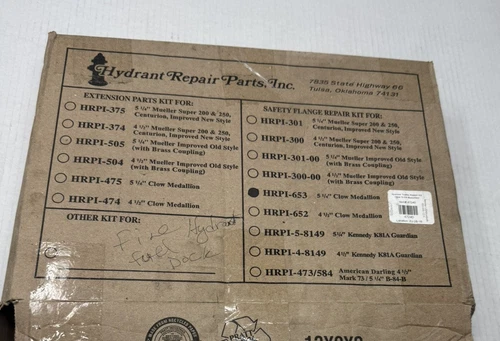 Hydrant Repair Parts, Inc.
7835 State Highway 66
Tulsa, Oklahoma 74131
EXTENSION PARTS KIT FOR:
HRPI-375 5 1/4" Mueller Super 200 & 250,
Centurion, Improved New Style
HRPI-374 4 1/2" Mueller Super 200 & 250,
Centurion, Improved New Style
HRPI-505 5 1/4" Mueller Improved Old Style
(with Brass Coupling)
HRPI-504 4 1/2" Mueller Improved Old Style
(with Brass Coupling)
HRPI-475 5 1/4" Clow Medallion
HRPI-474 4 1/2" Clow Medallion
OTHER KIT FOR:
Hydrant
fuel
Dock
SAFETY FLANGE REPAIR KIT FOR:
HRPI-301 5 1/4" Mueller Super 200 & 250,
Centurion, Improved New Style
HRPI-300 4 1/2" Mueller Super 200 & 250,
Centurion, Improved New Style
HRPI-301-00 5 1/4" Mueller Improved Old Style
(with Brass Coupling)
HRPI-300-00 4 1/2" Mueller Improved Old Style
(with Brass Coupling)
HRPI-653 5 1/4" Clow Medallion
HRPI-652 4 1/2" Clow Medallion
HRPI-5-8149 5 1/4" Kennedy K81A Guardian
HRPI-4-8149 4 1/2" Kennedy K81A Guardian
HRPI-473/584 American Darling 4 1/2"
Mark 73 / 5 1/4" B-84-B
PRATT